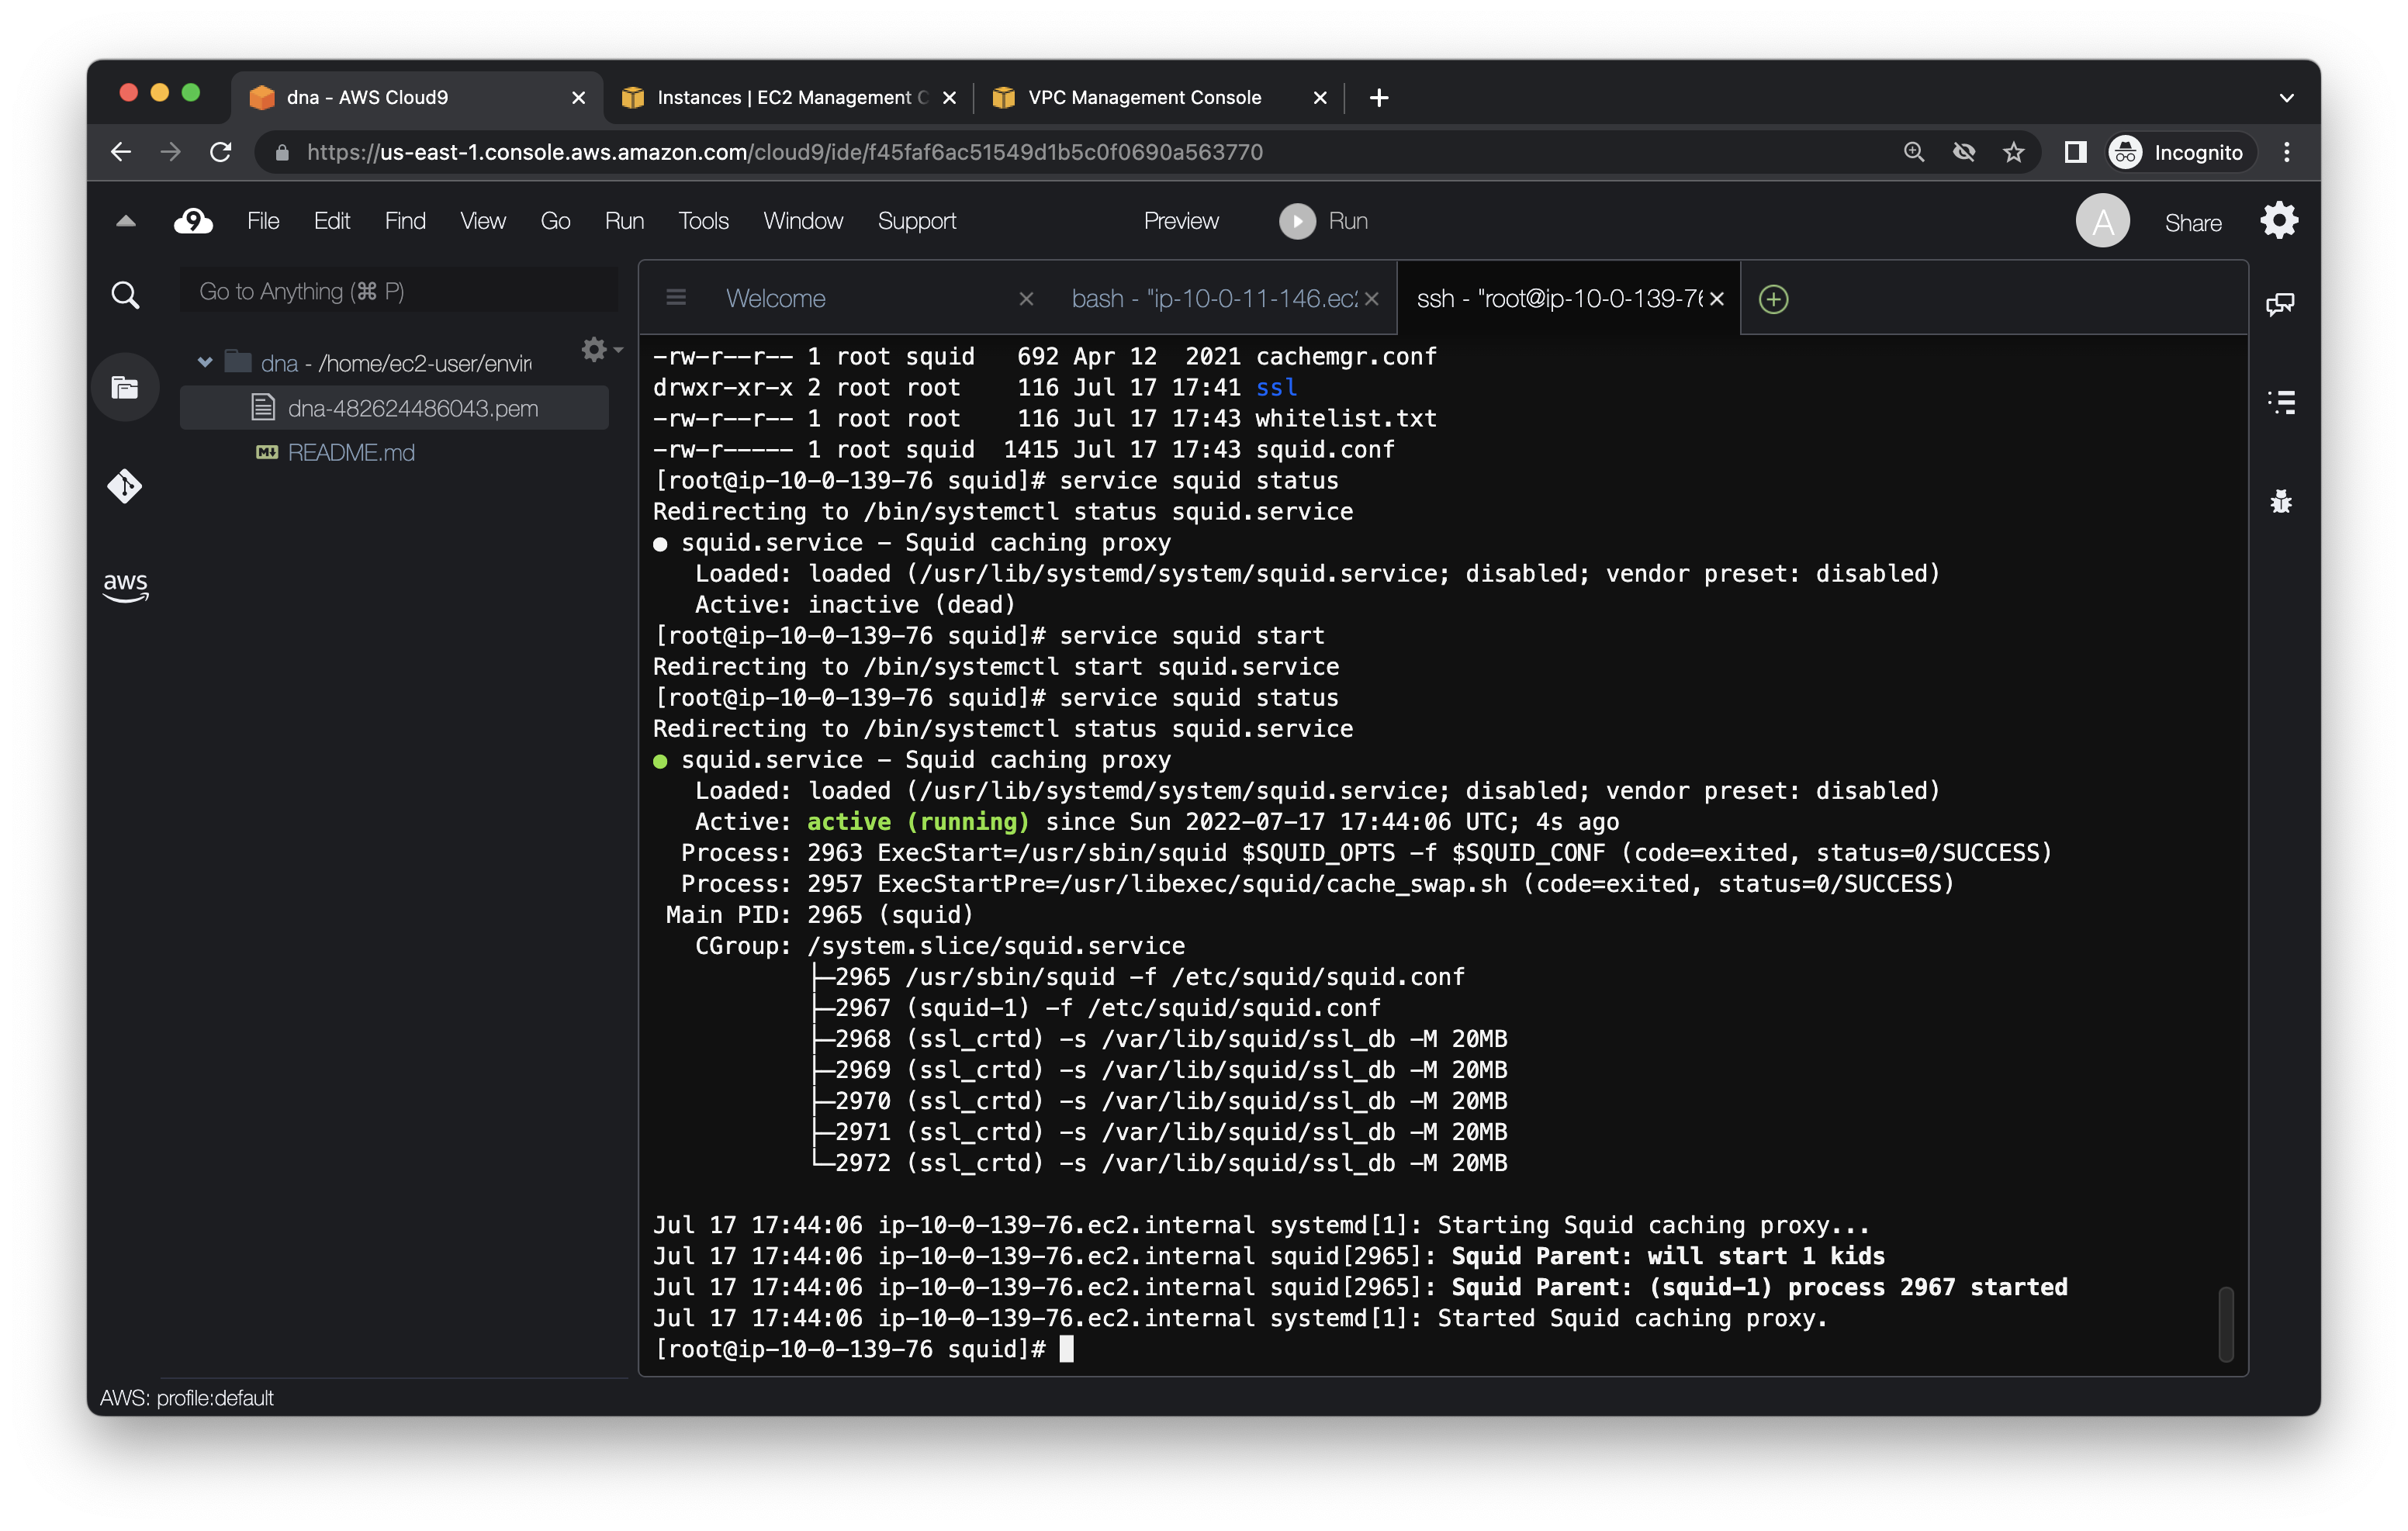 dna - AWS Cloud9
Instances | EC2 Management C
VPC Management Console
https://us-east-1.console.aws.amazon.com/cloud9/ide/f45faf6ac51549d1b5c0f0690a563770
Incognito
9 File Edit Find View Go Run Tools Window Support Preview Run A Share
Go to Anything (⌘ P)
Welcome
bash - "ip-10-0-11-146.ec2
ssh - "root@ip-10-0-139-76
dna - /home/ec2-user/envir
dna-482624486043.pem
M↓ README.md
aws
-rw-r--r-- 1 root squid   692 Apr 12  2021 cachemgr.conf
drwxr-xr-x 2 root root    116 Jul 17 17:41 ssl
-rw-r--r-- 1 root root    116 Jul 17 17:43 whitelist.txt
-rw-r----- 1 root squid  1415 Jul 17 17:43 squid.conf
[root@ip-10-0-139-76 squid]# service squid status
Redirecting to /bin/systemctl status squid.service
● squid.service - Squid caching proxy
   Loaded: loaded (/usr/lib/systemd/system/squid.service; disabled; vendor preset: disabled)
   Active: inactive (dead)
[root@ip-10-0-139-76 squid]# service squid start
Redirecting to /bin/systemctl start squid.service
[root@ip-10-0-139-76 squid]# service squid status
Redirecting to /bin/systemctl status squid.service
● squid.service - Squid caching proxy
   Loaded: loaded (/usr/lib/systemd/system/squid.service; disabled; vendor preset: disabled)
   Active: active (running) since Sun 2022-07-17 17:44:06 UTC; 4s ago
  Process: 2963 ExecStart=/usr/sbin/squid $SQUID_OPTS -f $SQUID_CONF (code=exited, status=0/SUCCESS)
  Process: 2957 ExecStartPre=/usr/libexec/squid/cache_swap.sh (code=exited, status=0/SUCCESS)
 Main PID: 2965 (squid)
   CGroup: /system.slice/squid.service
           ├─2965 /usr/sbin/squid -f /etc/squid/squid.conf
           ├─2967 (squid-1) -f /etc/squid/squid.conf
           ├─2968 (ssl_crtd) -s /var/lib/squid/ssl_db -M 20MB
           ├─2969 (ssl_crtd) -s /var/lib/squid/ssl_db -M 20MB
           ├─2970 (ssl_crtd) -s /var/lib/squid/ssl_db -M 20MB
           ├─2971 (ssl_crtd) -s /var/lib/squid/ssl_db -M 20MB
           └─2972 (ssl_crtd) -s /var/lib/squid/ssl_db -M 20MB
Jul 17 17:44:06 ip-10-0-139-76.ec2.internal systemd[1]: Starting Squid caching proxy...
Jul 17 17:44:06 ip-10-0-139-76.ec2.internal squid[2965]: Squid Parent: will start 1 kids
Jul 17 17:44:06 ip-10-0-139-76.ec2.internal squid[2965]: Squid Parent: (squid-1) process 2967 started
Jul 17 17:44:06 ip-10-0-139-76.ec2.internal systemd[1]: Started Squid caching proxy.
[root@ip-10-0-139-76 squid]#
AWS: profile:default